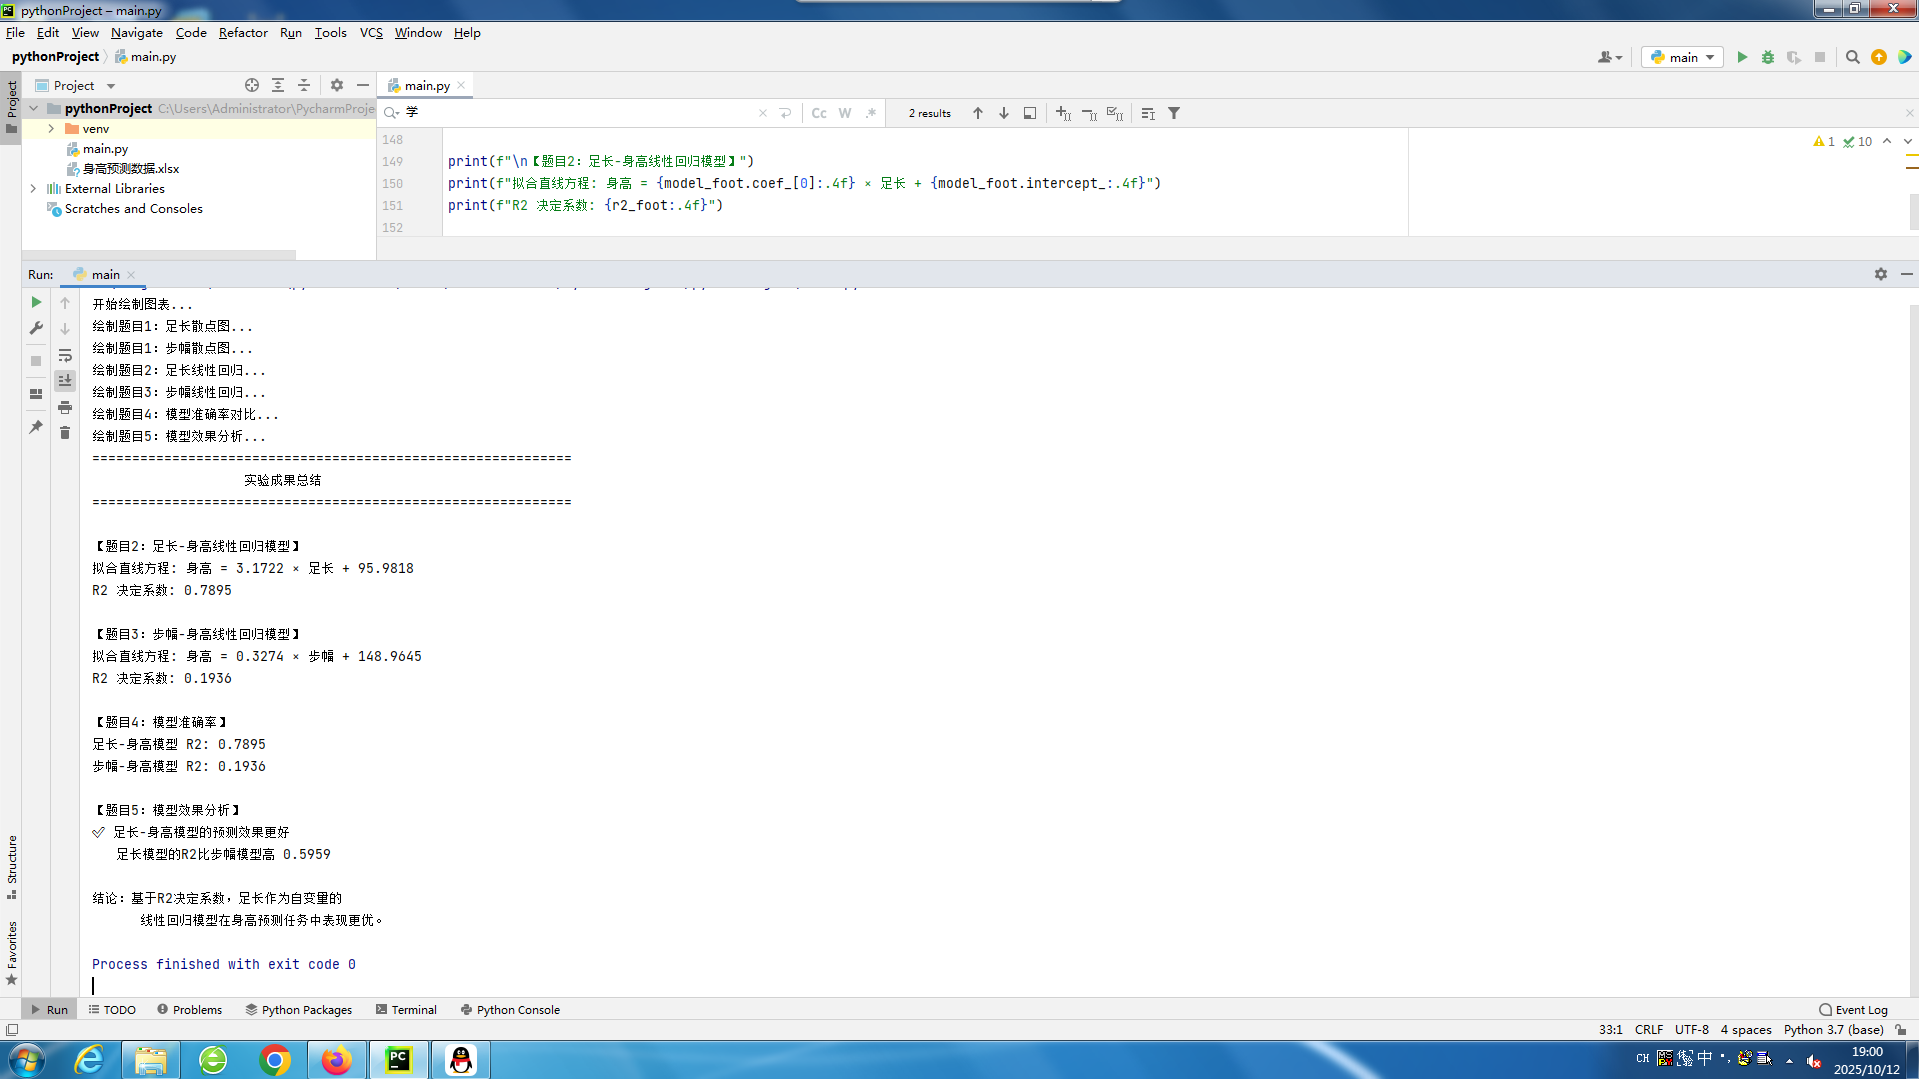 pythonProject – main.py
File Edit View Navigate Code Refactor Run Tools VCS Window Help
pythonProject main.py
main
Project
main.py
pythonProject C:\Users\Administrator\PycharmProje
学
Cc W .* 2 results
venv
main.py
身高预测数据.xlsx
External Libraries
Scratches and Consoles
148
149 print(f"\n【题目2: 足长-身高线性回归模型】")
150 print(f"拟合直线方程: 身高 = {model_foot.coef_[0]:.4f} × 足长 + {model_foot.intercept_:.4f}")
151 print(f"R2 决定系数: {r2_foot:.4f}")
152
1 10
Project
Run: main
开始绘制图表...
绘制题目1: 足长散点图...
绘制题目1: 步幅散点图...
绘制题目2: 足长线性回归...
绘制题目3: 步幅线性回归...
绘制题目4: 模型准确率对比...
绘制题目5: 模型效果分析...
============================================================
实验成果总结
============================================================
【题目2: 足长-身高线性回归模型】
拟合直线方程: 身高 = 3.1722 × 足长 + 95.9818
R2 决定系数: 0.7895
【题目3: 步幅-身高线性回归模型】
拟合直线方程: 身高 = 0.3274 × 步幅 + 148.9645
R2 决定系数: 0.1936
【题目4: 模型准确率】
足长-身高模型 R2: 0.7895
步幅-身高模型 R2: 0.1936
【题目5: 模型效果分析】
✅ 足长-身高模型的预测效果更好
足长模型的R2比步幅模型高 0.5959
结论: 基于R2决定系数, 足长作为自变量的
线性回归模型在身高预测任务中表现更优。
Process finished with exit code 0
Structure
Favorites
Run TODO Problems Python Packages Terminal Python Console Event Log
33:1 CRLF UTF-8 4 spaces Python 3.7 (base)
PC
CH 中
19:00
2025/10/12